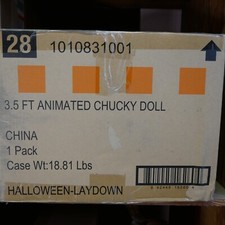 28 1010831001
3.5 FT ANIMATED CHUCKY DOLL
CHINA
1 Pack
Case Wt:18.81 Lbs
HALLOWEEN-LAYDOWN